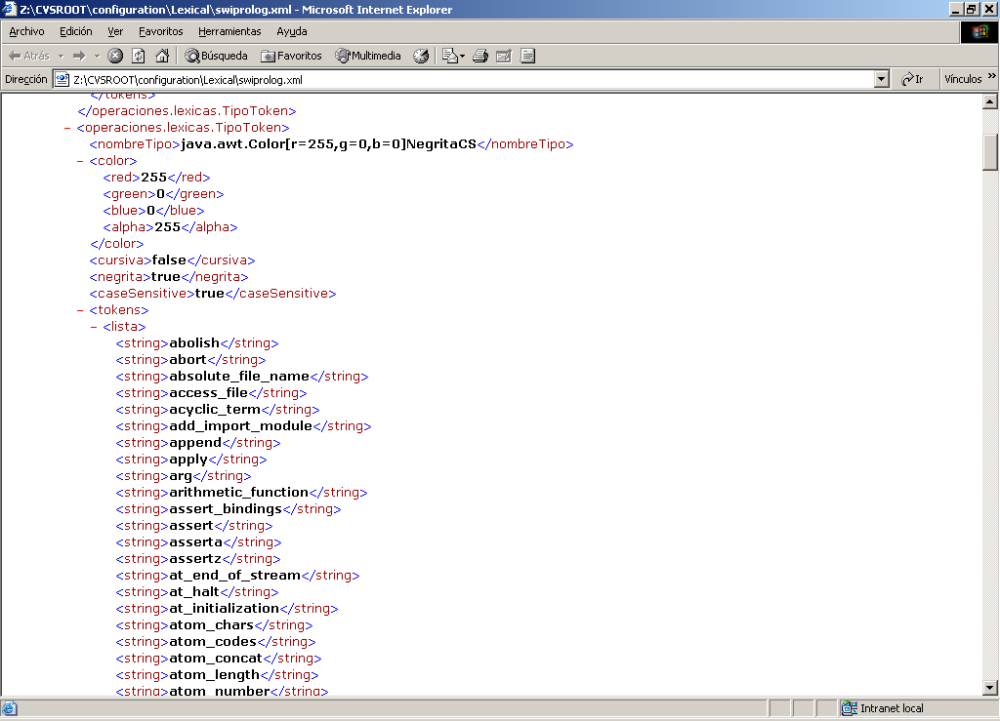 Z:\CVSROOT\configuration\Lexical\swiprolog.xml - Microsoft Internet Explorer
Archivo Edición Ver Favoritos Herramientas Ayuda
Atrás Búsqueda Favoritos Multimedia
Dirección Z:\CVSROOT\configuration\Lexical\swiprolog.xml Ir Vínculos »
</tokens>
</operaciones.lexicas.TipoToken>
- <operaciones.lexicas.TipoToken>
<nombreTipo>java.awt.Color[r=255,g=0,b=0]NegritaCS</nombreTipo>
- <color>
<red>255</red>
<green>0</green>
<blue>0</blue>
<alpha>255</alpha>
</color>
<cursiva>false</cursiva>
<negrita>true</negrita>
<caseSensitive>true</caseSensitive>
- <tokens>
- <lista>
<string>abolish</string>
<string>abort</string>
<string>absolute_file_name</string>
<string>access_file</string>
<string>acyclic_term</string>
<string>add_import_module</string>
<string>append</string>
<string>apply</string>
<string>arg</string>
<string>arithmetic_function</string>
<string>assert_bindings</string>
<string>assert</string>
<string>asserta</string>
<string>assertz</string>
<string>at_end_of_stream</string>
<string>at_halt</string>
<string>at_initialization</string>
<string>atom_chars</string>
<string>atom_codes</string>
<string>atom_concat</string>
<string>atom_length</string>
<string>atom_number</string>
Intranet local